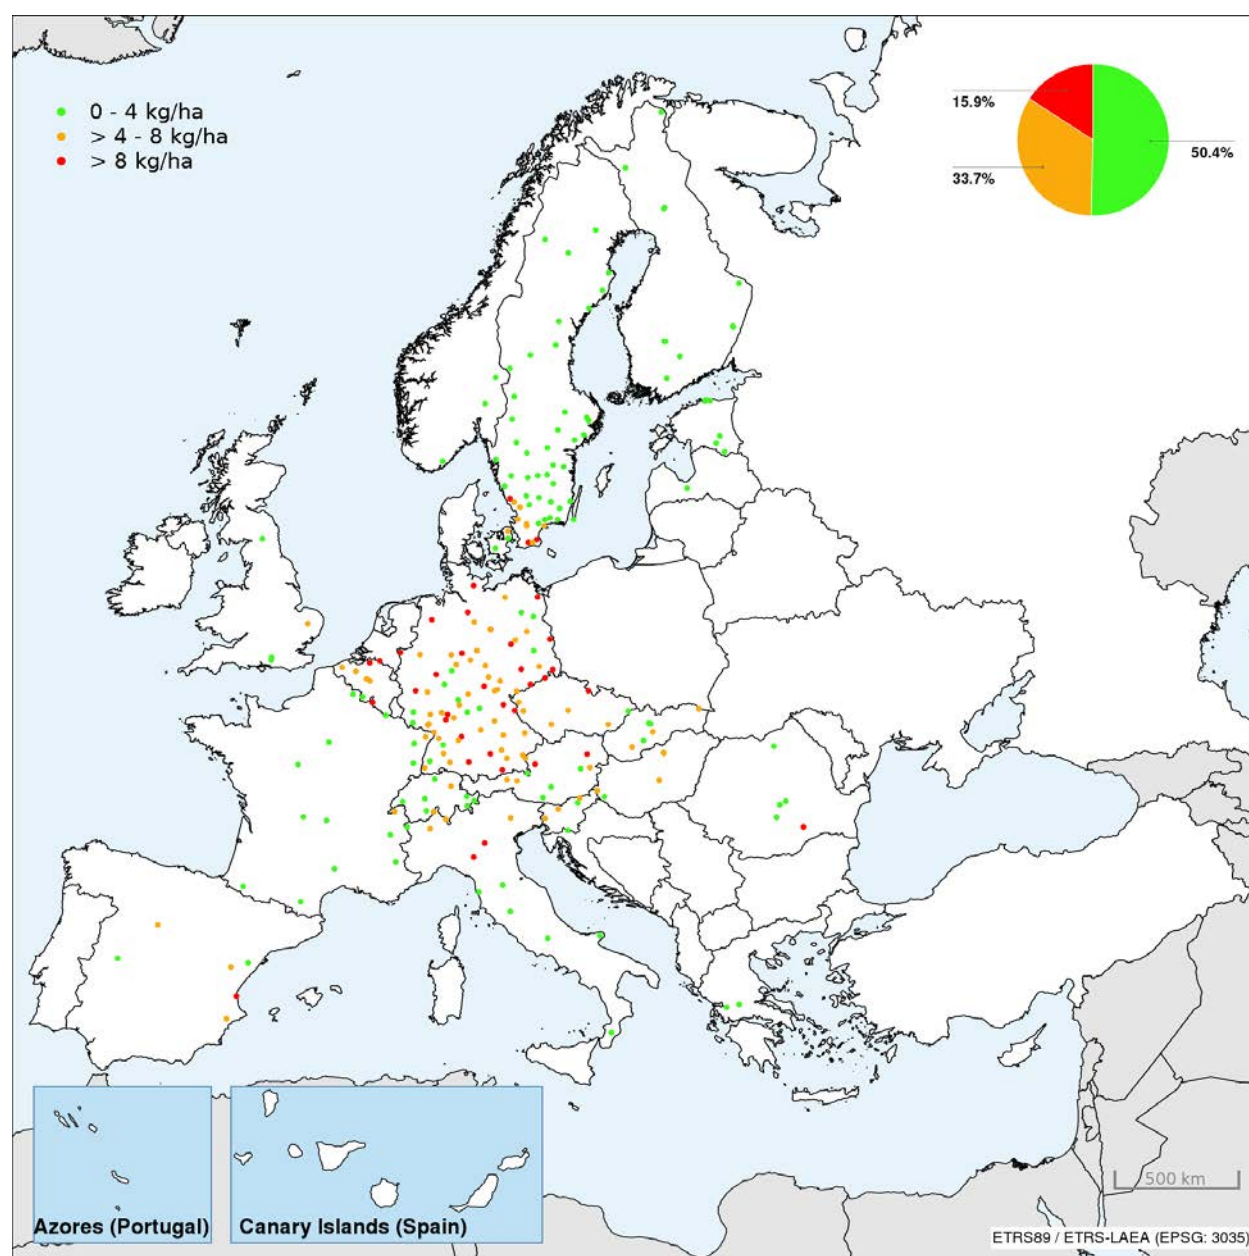 0 - 4 kg/ha
> 4 - 8 kg/ha
> 8 kg/ha
15.9%
50.4%
33.7%
500 km
Azores (Portugal)
Canary Islands (Spain)
ETRS89 / ETRS-LAEA (EPSG: 3035)